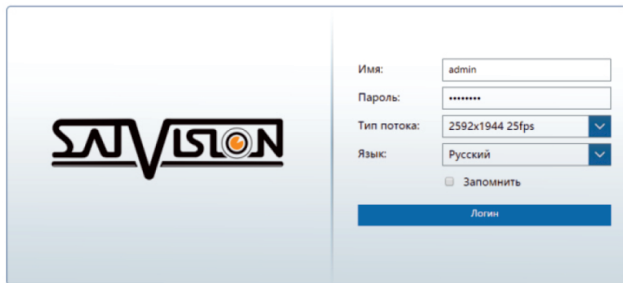 SATVISION
Имя: admin
Пароль: ••••••••
Тип потока: 2592x1944 25fps
Язык: Русский
Запомнить
Логин